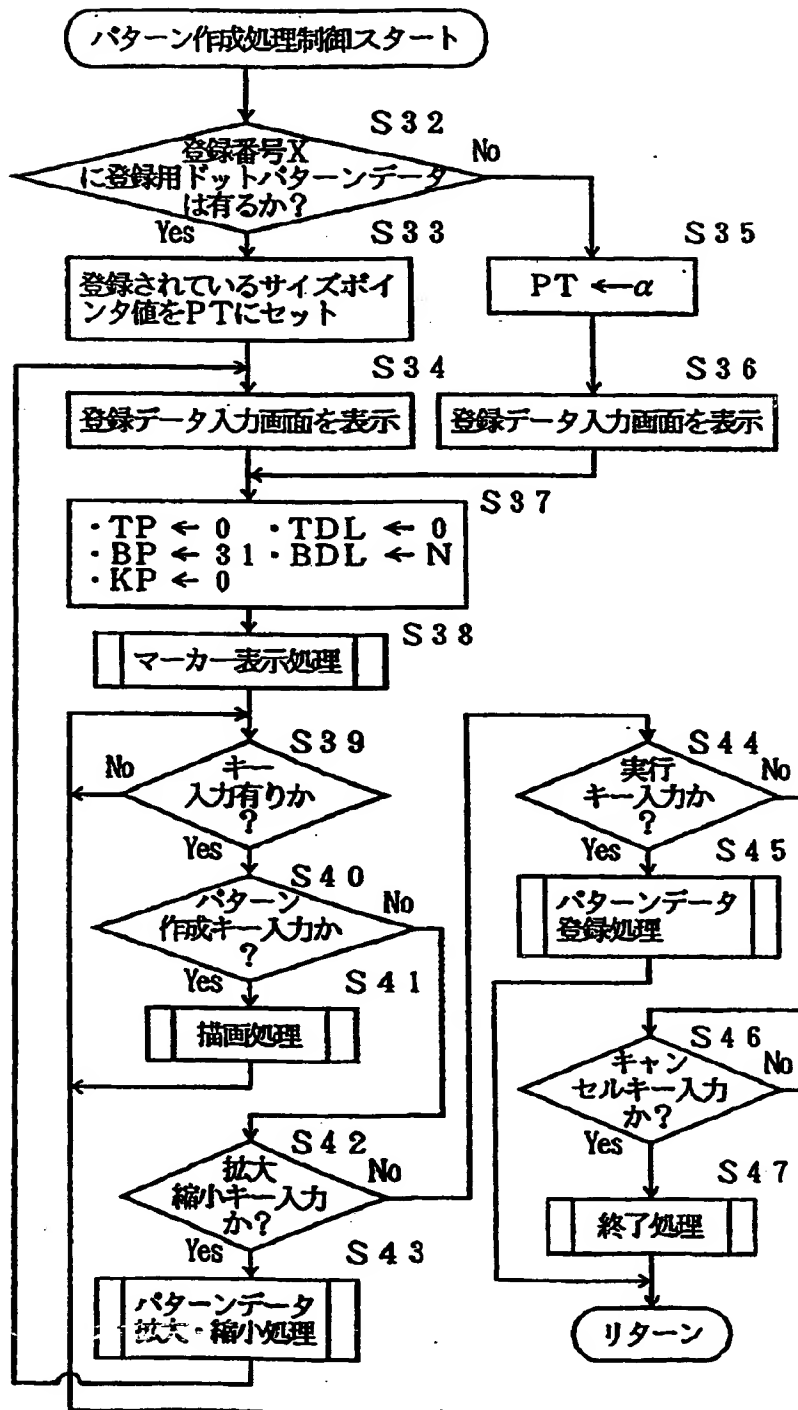 パターン作成処理制御スタート
S32
登録番号X
に登録用ドットパターンデータ
は有るか？
No
Yes
S33
登録されているサイズポイ
ンタ値をPTにセット
S35
PT ←α
S34
登録データ入力画面を表示
S36
登録データ入力画面を表示
S37
・TP ← 0 ・TDL ← 0
・BP ← 31・BDL ← N
・KP ← 0
S38
マーカー表示処理
S39
キー
入力有りか
？
No
Yes
S40
パターン
作成キー入力か
？
No
Yes
S41
描画処理
S42
拡大
縮小キー入力
か？
No
Yes
S43
パターンデータ
拡大・縮小処理
S44
実行
キー入力か
？
No
Yes
S45
パターンデータ
登録処理
S46
キャン
セルキー入力
か？
No
Yes
S47
終了処理
リターン